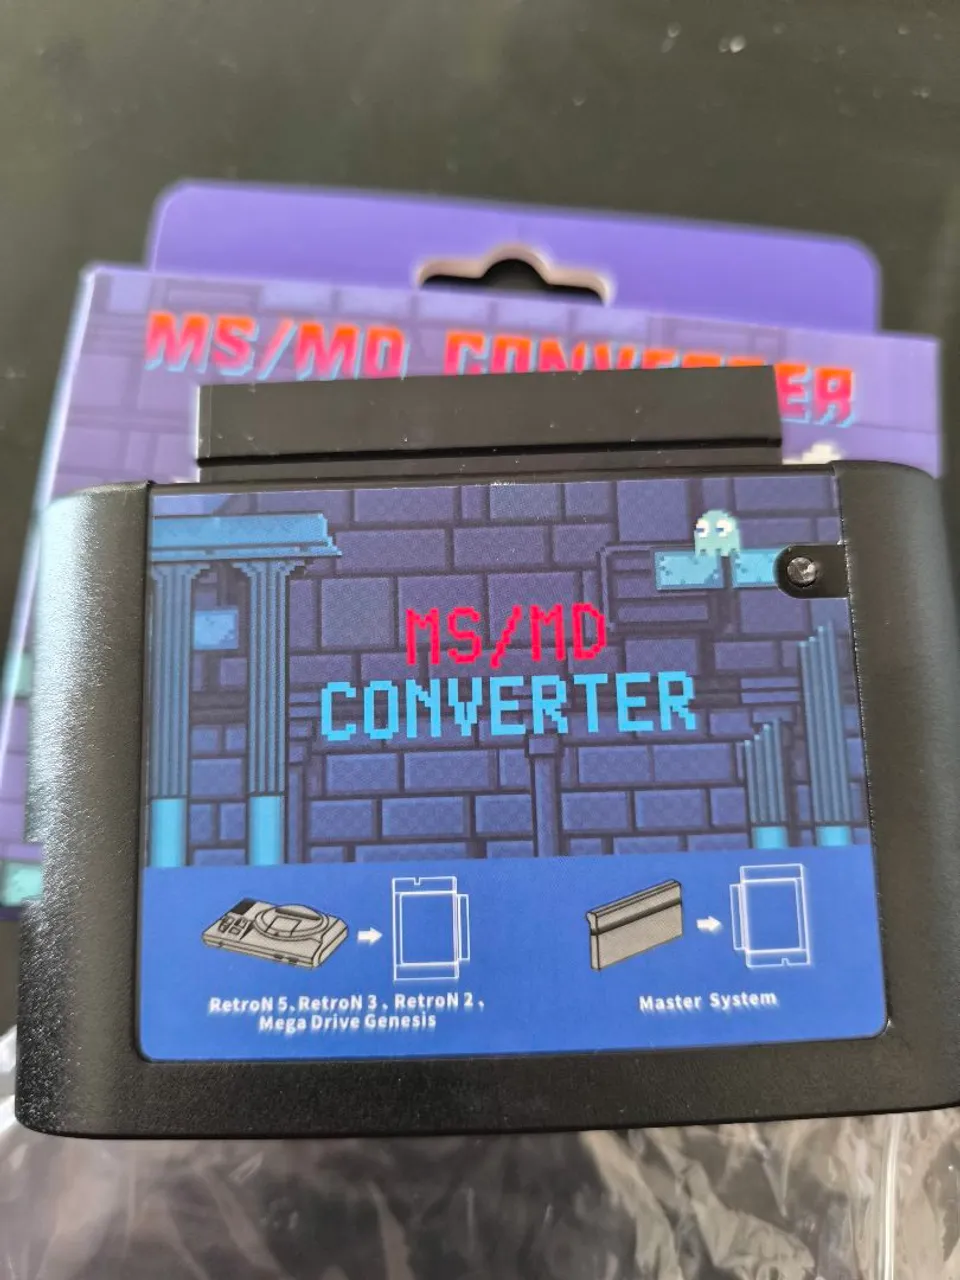 MS/MD CONVERTER
MS/MD
CONVERTER
RetroN 5、RetroN 3、RetroN 2、
Mega Drive Genesis
Master System